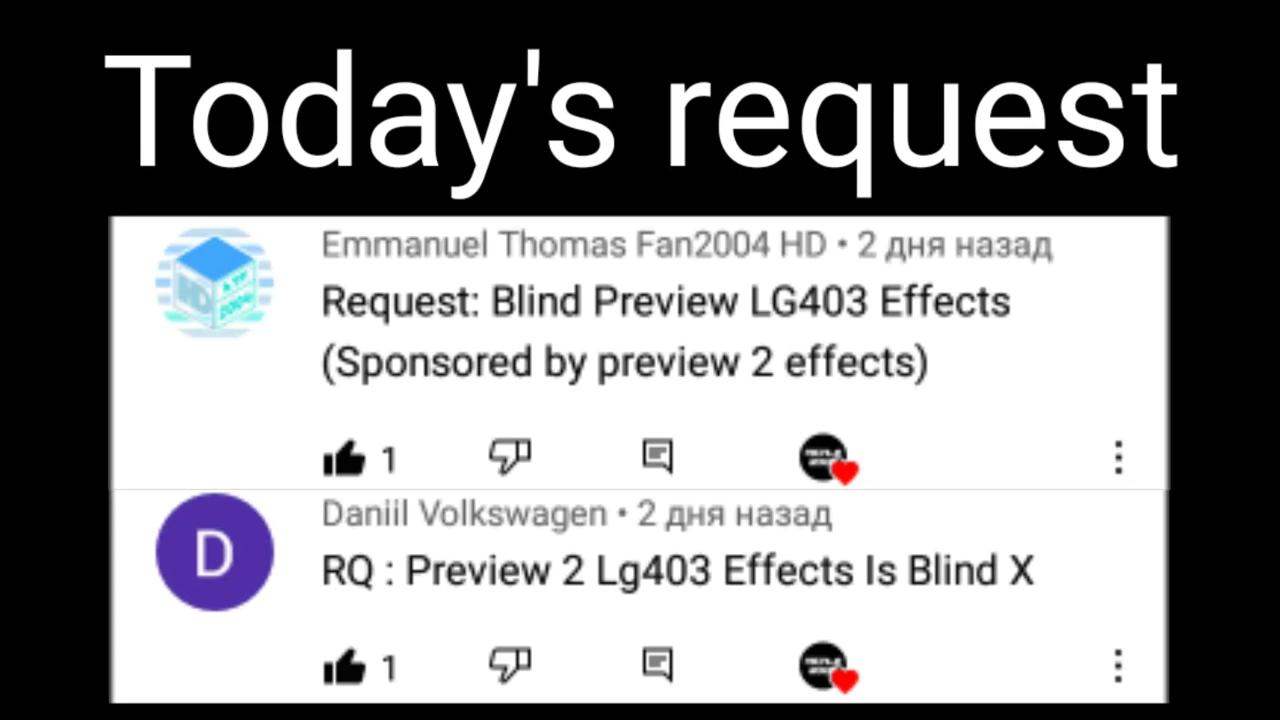 Today's request
Emmanuel Thomas Fan2004 HD • 2 дня назад
Request: Blind Preview LG403 Effects
(Sponsored by preview 2 effects)
1
Daniil Volkswagen • 2 дня назад
D
RQ : Preview 2 Lg403 Effects Is Blind X
1